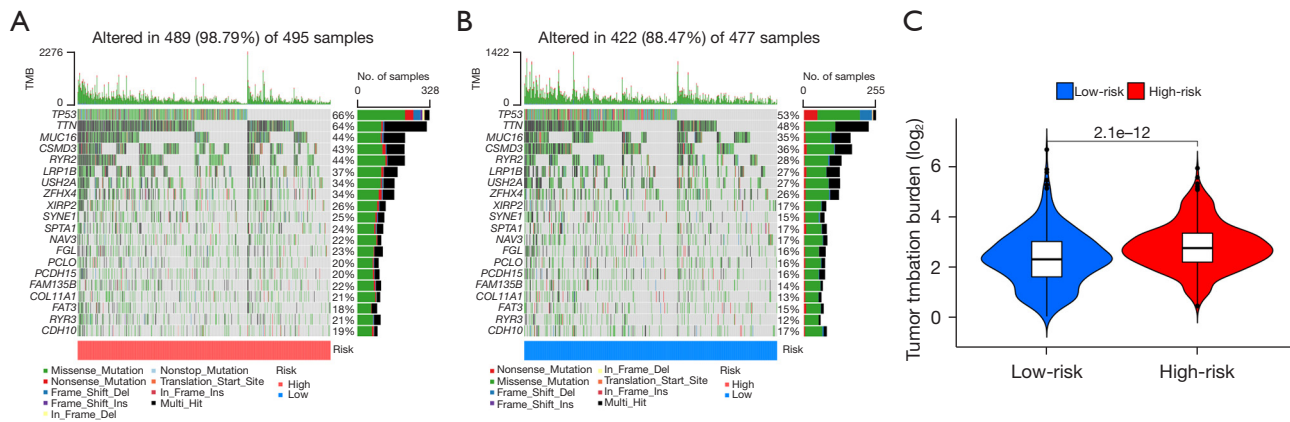 A
Altered in 489 (98.79%) of 495 samples
2276
TMB
0
No. of samples
0 328
TP53 66%
TTN 64%
MUC16 44%
CSMD3 43%
RYR2 44%
LRP1B 37%
USH2A 34%
ZFHX4 34%
XIRP2 26%
SYNE1 25%
SPTA1 24%
NAV3 22%
FGL 23%
PCLO 20%
PCDH15 20%
FAM135B 22%
COL11A1 21%
FAT3 18%
RYR3 21%
CDH10 19%
Risk
Missense_Mutation Nonstop_Mutation Risk
Nonsense_Mutation Translation_Start_Site High
Frame_Shift_Del In_Frame_Ins Low
Frame_Shift_Ins Multi_Hit
In_Frame_Del
B
Altered in 422 (88.47%) of 477 samples
1422
TMB
0
No. of samples
0 255
TP53 53%
TTN 48%
MUC16 35%
CSMD3 36%
RYR2 28%
LRP1B 27%
USH2A 27%
ZFHX4 26%
XIRP2 17%
SYNE1 15%
SPTA1 17%
NAV3 17%
FGL 16%
PCLO 16%
PCDH15 16%
FAM135B 14%
COL11A1 13%
FAT3 15%
RYR3 12%
CDH10 17%
Risk
Nonsense_Mutation In_Frame_Del Risk
Missense_Mutation Translation_Start_Site High
Frame_Shift_Del In_Frame_Ins Low
Frame_Shift_Ins Multi_Hit
C
Low-risk High-risk
2.1e–12
Tumor tmbation burden (log2)
6
4
2
0
Low-risk High-risk